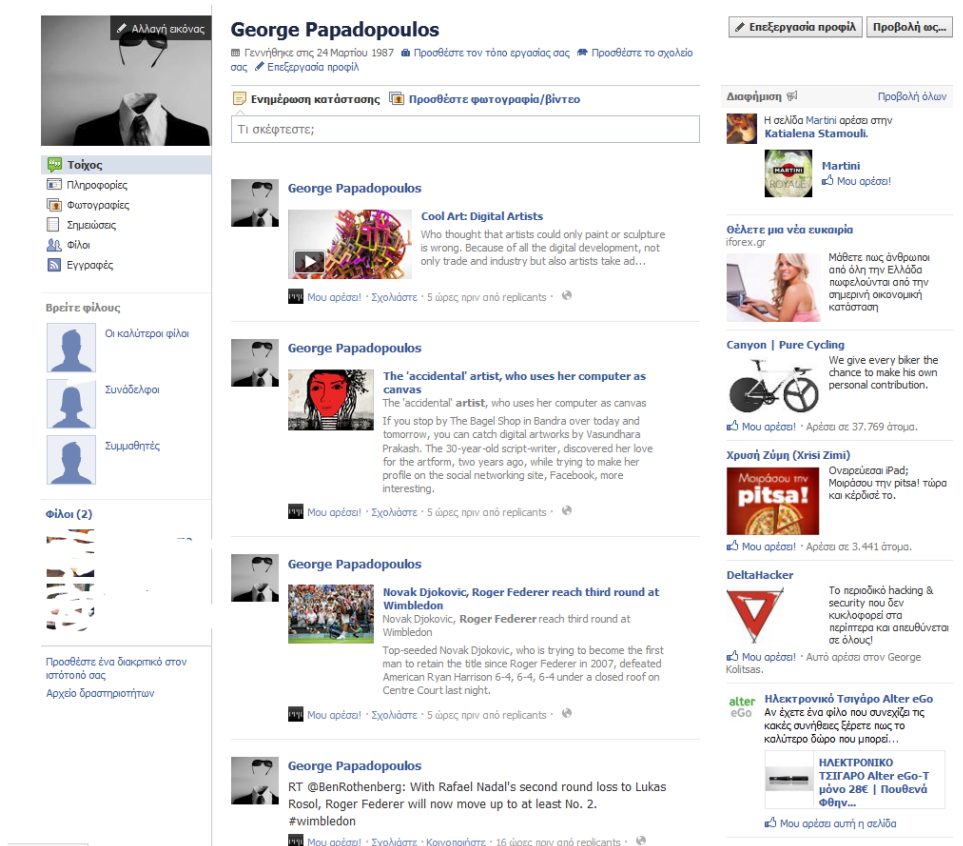 Αλλαγή εικόνας
George Papadopoulos
Γεννήθηκε στις 24 Μαρτίου 1987 Προσθέστε τον τόπο εργασίας σας Προσθέστε το σχολείο
σας Επεξεργασία προφίλ
Επεξεργασία προφίλ
Προβολή ως...
Τοίχος
Πληροφορίες
Φωτογραφίες
Σημειώσεις
Φίλοι
Εγγραφές
Βρείτε φίλους
Οι καλύτεροι φίλοι
Συνάδελφοι
Συμμαθητές
Φίλοι (2)
Προσθέστε ένα διακριτικό στον
ιστότοπό σας
Αρχείο δραστηριοτήτων
Ενημέρωση κατάστασης Προσθέστε φωτογραφία/βίντεο
Τι σκέφτεστε;
George Papadopoulos
Cool Art: Digital Artists
Who thought that artists could only paint or sculpture
is wrong. Because of all the digital development, not
only trade and industry but also artists take ad...
Μου αρέσει! · Σχολιάστε · 5 ώρες πριν από replicants ·
George Papadopoulos
The 'accidental' artist, who uses her computer as
canvas
The 'accidental' artist, who uses her computer as canvas
If you stop by The Bagel Shop in Bandra over today and
tomorrow, you can catch digital artworks by Vasundhara
Prakash. The 30-year-old script-writer, discovered her love
for the artform, two years ago, while trying to make her
profile on the social networking site, Facebook, more
interesting.
Μου αρέσει! · Σχολιάστε · 5 ώρες πριν από replicants ·
George Papadopoulos
Novak Djokovic, Roger Federer reach third round at
Wimbledon
Novak Djokovic, Roger Federer reach third round at
Wimbledon
Top-seeded Novak Djokovic, who is trying to become the first
man to retain the title since Roger Federer in 2007, defeated
American Ryan Harrison 6-4, 6-4, 6-4 under a closed roof on
Centre Court last night.
Μου αρέσει! · Σχολιάστε · 5 ώρες πριν από replicants ·
George Papadopoulos
RT @BenRothenberg: With Rafael Nadal's second round loss to Lukas
Rosol, Roger Federer will now move up to at least No. 2.
#wimbledon
Μου αρέσει! · Σχολιάστε · Κοινοποιήστε · 16 ώρες πριν από replicants ·
Διαφήμιση
Προβολή όλων
Η σελίδα Martini αρέσει στην
Katialena Stamouli.
MARTINI
ROYALE
Martini
Μου αρέσει!
Θέλετε μια νέα ευκαιρία
iforex.gr
Μάθετε πως άνθρωποι
από όλη την Ελλάδα
πωφελούνται από την
σημερινή οικονομική
κατάσταση
Canyon | Pure Cycling
We give every biker the
chance to make his own
personal contribution.
Μου αρέσει! · Αρέσει σε 37.769 άτομα.
Χρυσή Ζύμη (Xrisi Zimi)
Μοιράσου την
pitsa!
Ονειρεύεσαι iPad;
Μοιράσου την pitsa! τώρα
και κέρδισέ το.
Μου αρέσει! · Αρέσει σε 3.441 άτομα.
DeltaHacker
Το περιοδικό hacking &
security που δεν
κυκλοφορεί στα
περίπτερα και απευθύνεται
σε όλους!
Μου αρέσει! · Αυτό αρέσει στον George
Kolitsas.
alter
eGo
Ηλεκτρονικό Τσιγάρο Alter eGo
Αν έχετε ένα φίλο που συνεχίζει τις
κακές συνήθειες ξέρετε πως το
καλύτερο δώρο που μπορεί...
ΗΛΕΚΤΡΟΝΙΚΟ
ΤΣΙΓΑΡΟ Alter eGo-T
μόνο 28€ | Πουθενά
Φθην...
Μου αρέσει αυτή η σελίδα